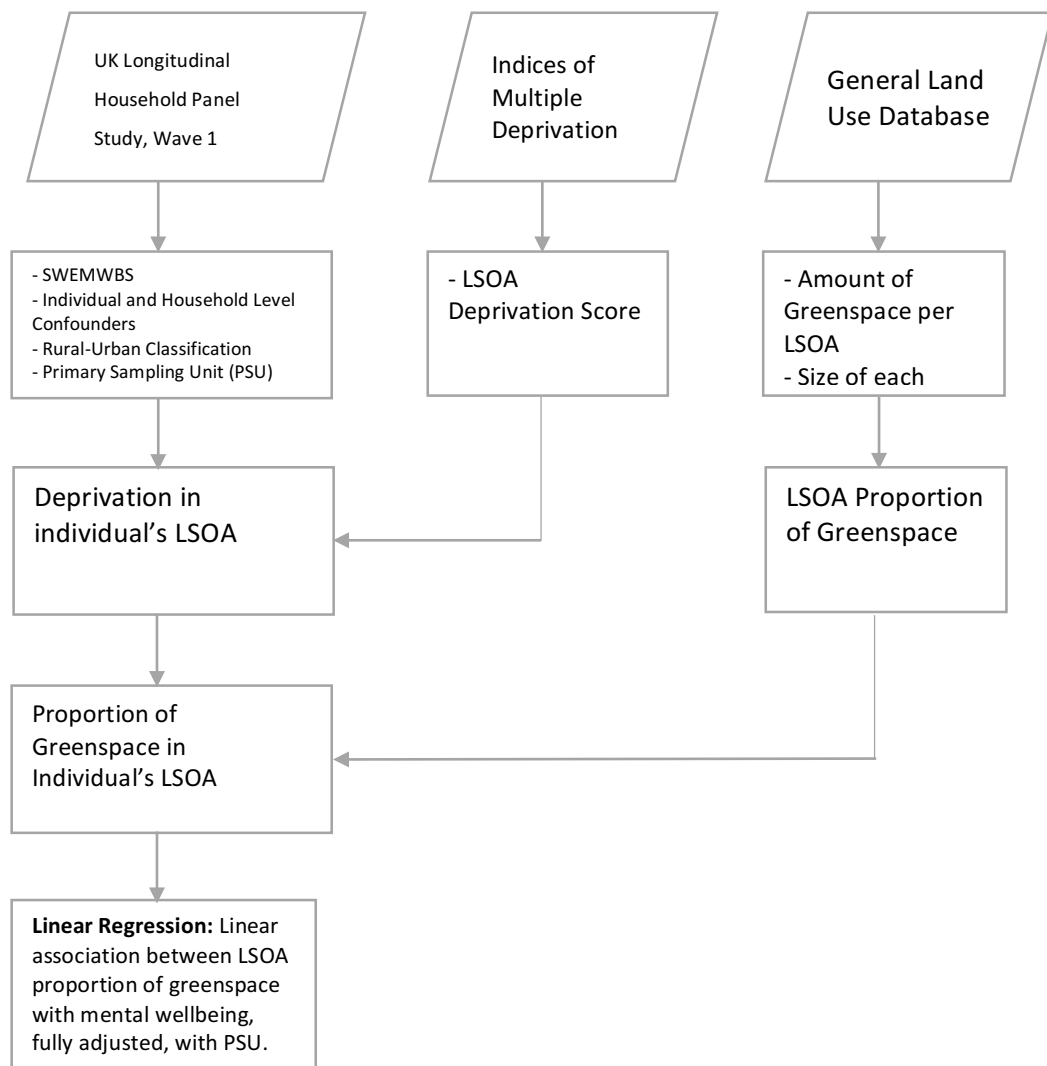 UK Longitudinal
Household Panel
Study, Wave 1
Indices of
Multiple
Deprivation
General Land
Use Database
- SWEMWBS
- Individual and Household Level
Confounders
- Rural-Urban Classification
- Primary Sampling Unit (PSU)
- LSOA
Deprivation Score
- Amount of
Greenspace per
LSOA
- Size of each
Deprivation in
individual’s LSOA
LSOA Proportion
of Greenspace
Proportion of
Greenspace in
Individual’s LSOA
Linear Regression: Linear
association between LSOA
proportion of greenspace
with mental wellbeing,
fully adjusted, with PSU.